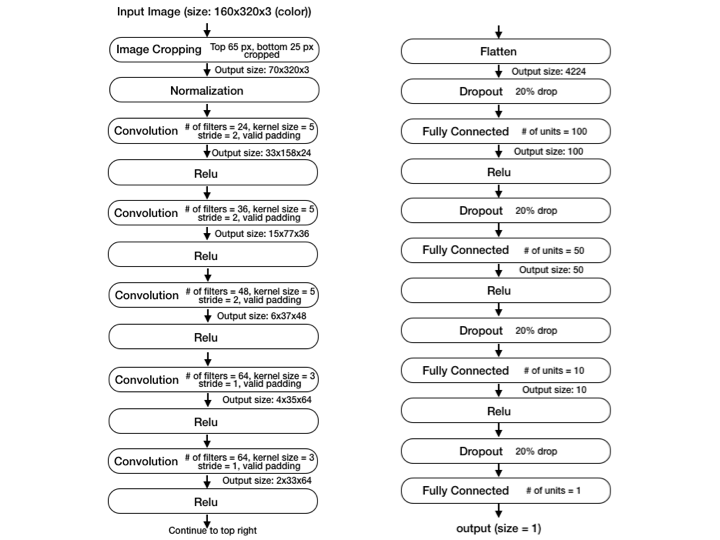 Input Image (size: 160x320x3 (color))
Image Cropping Top 65 px, bottom 25 px
cropped
Output size: 70x320x3
Normalization
Convolution # of filters = 24, kernel size = 5
stride = 2, valid padding
Output size: 33x158x24
Relu
Convolution # of filters = 36, kernel size = 5
stride = 2, valid padding
Output size: 15x77x36
Relu
Convolution # of filters = 48, kernel size = 5
stride = 2, valid padding
Output size: 6x37x48
Relu
Convolution # of filters = 64, kernel size = 3
stride = 1, valid padding
Output size: 4x35x64
Relu
Convolution # of filters = 64, kernel size = 3
stride = 1, valid padding
Output size: 2x33x64
Relu
Continue to top right
Flatten
Output size: 4224
Dropout 20% drop
Fully Connected # of units = 100
Output size: 100
Relu
Dropout 20% drop
Fully Connected # of units = 50
Output size: 50
Relu
Dropout 20% drop
Fully Connected # of units = 10
Output size: 10
Relu
Dropout 20% drop
Fully Connected # of units = 1
output (size = 1)